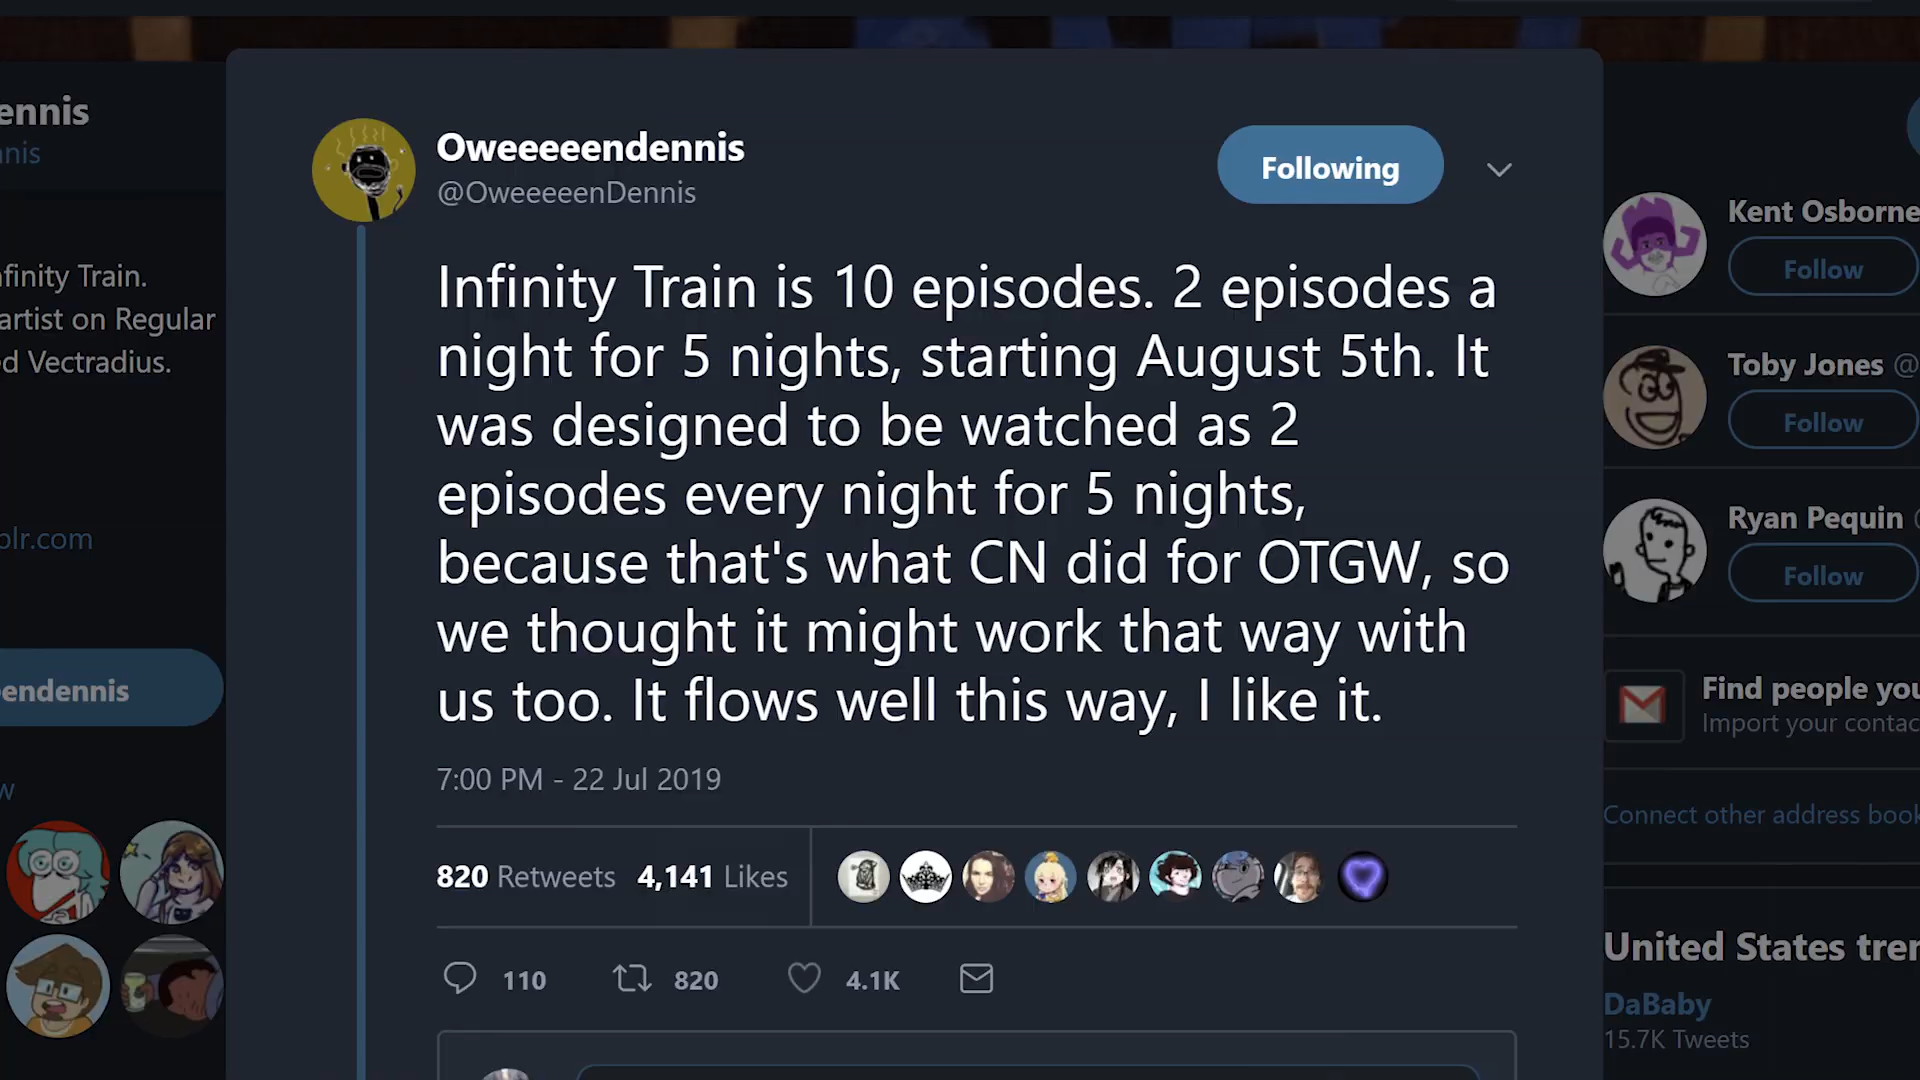 ennis
nis
finity Train.
artist on Regular
d Vectradius.
blr.com
endennis
w
Oweeeeendennis
@OweeeeenDennis
Following
Infinity Train is 10 episodes. 2 episodes a
night for 5 nights, starting August 5th. It
was designed to be watched as 2
episodes every night for 5 nights,
because that's what CN did for OTGW, so
we thought it might work that way with
us too. It flows well this way, I like it.
7:00 PM - 22 Jul 2019
820 Retweets 4,141 Likes
110 820 4.1K
Kent Osborne
Follow
Toby Jones @
Follow
Ryan Pequin
Follow
Find people you
Import your contac
Connect other address book
United States tren
DaBaby
15.7K Tweets